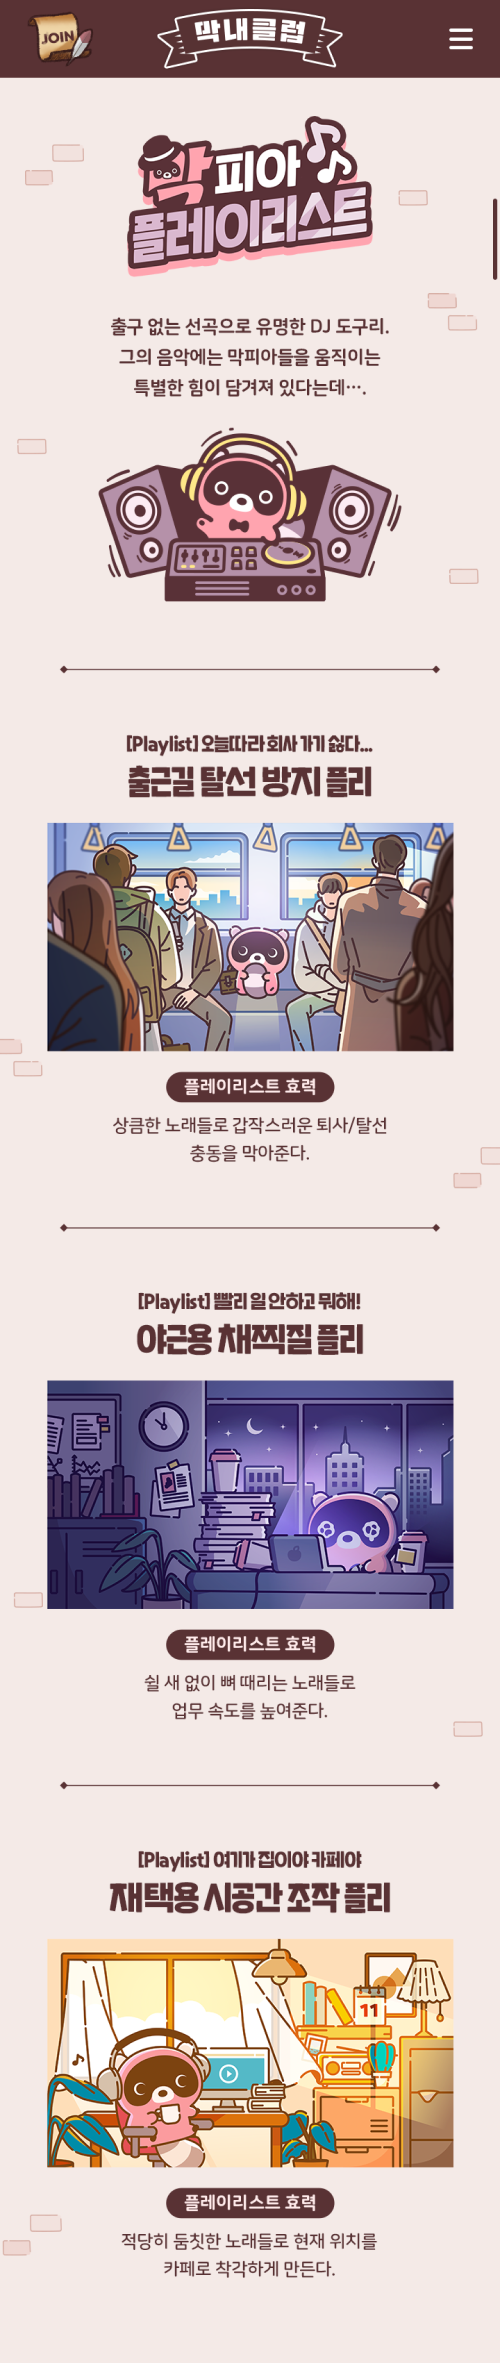 JOIN
막내클럽
막피아
플레이리스트
출구 없는 선곡으로 유명한 DJ 도구리.
그의 음악에는 막피아들을 움직이는
특별한 힘이 담겨져 있다는데….
[Playlist] 오늘따라 회사 가기 싫다...
출근길 탈선 방지 플리
플레이리스트 효력
상큼한 노래들로 갑작스러운 퇴사/탈선
충동을 막아준다.
[Playlist] 빨리 일 안하고 뭐해!
야근용 채찍질 플리
플레이리스트 효력
쉴 새 없이 뼈 때리는 노래들로
업무 속도를 높여준다.
[Playlist] 여기가 집이야 카페야
재택용 시공간 조작 플리
11
플레이리스트 효력
적당히 둠칫한 노래들로 현재 위치를
카페로 착각하게 만든다.